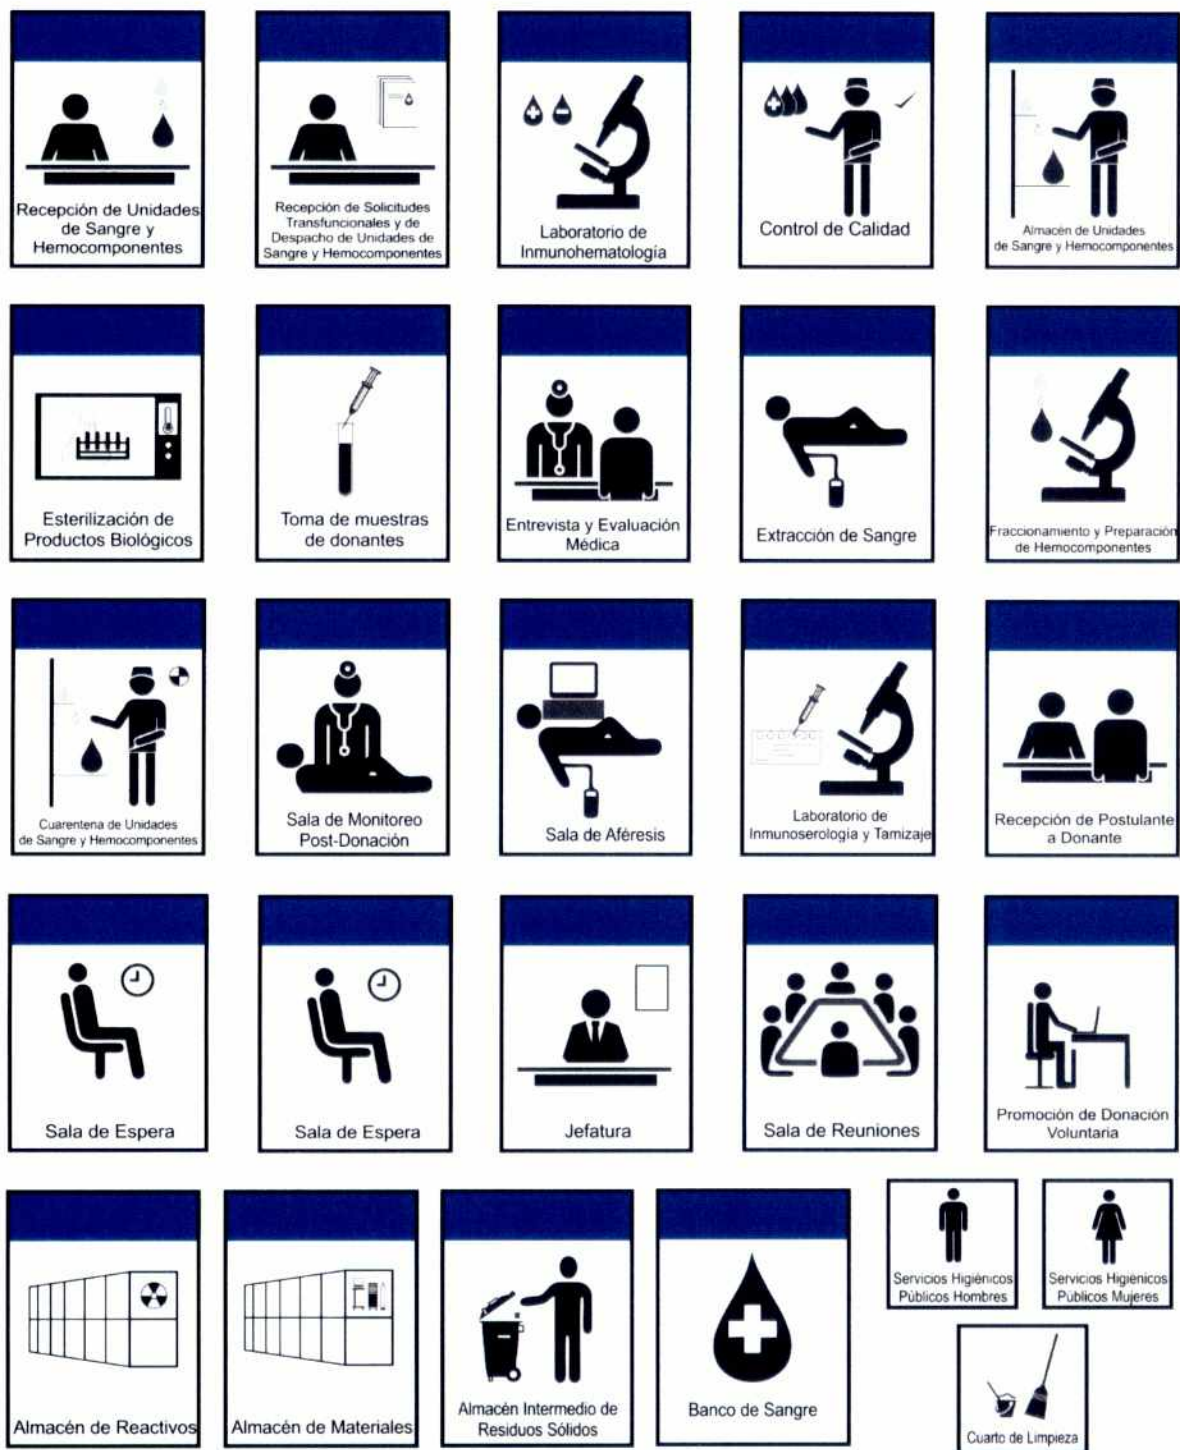 Recepción de Unidades
de Sangre y
Hemocomponentes
Recepción de Solicitudes
Transfuncionales y de
Despacho de Unidades de
Sangre y Hemocomponentes
Laboratorio de
Inmunohematología
Control de Calidad
Almacén de Unidades
de Sangre y Hemocomponentes
Esterilización de
Productos Biológicos
Toma de muestras
de donantes
Entrevista y Evaluación
Médica
Extracción de Sangre
Fraccionamiento y Preparación
de Hemocomponentes
Cuarentena de Unidades
de Sangre y Hemocomponentes
Sala de Monitoreo
Post-Donación
Sala de Aféresis
Laboratorio de
Inmunoserología y Tamizaje
Recepción de Postulante
a Donante
Sala de Espera
Sala de Espera
Jefatura
Sala de Reuniones
Promoción de Donación
Voluntaria
Almacén de Reactivos
Almacén de Materiales
Almacén Intermedio de
Residuos Sólidos
Banco de Sangre
Servicios Higiénicos
Públicos Hombres
Servicios Higiénicos
Públicos Mujeres
Cuarto de Limpieza